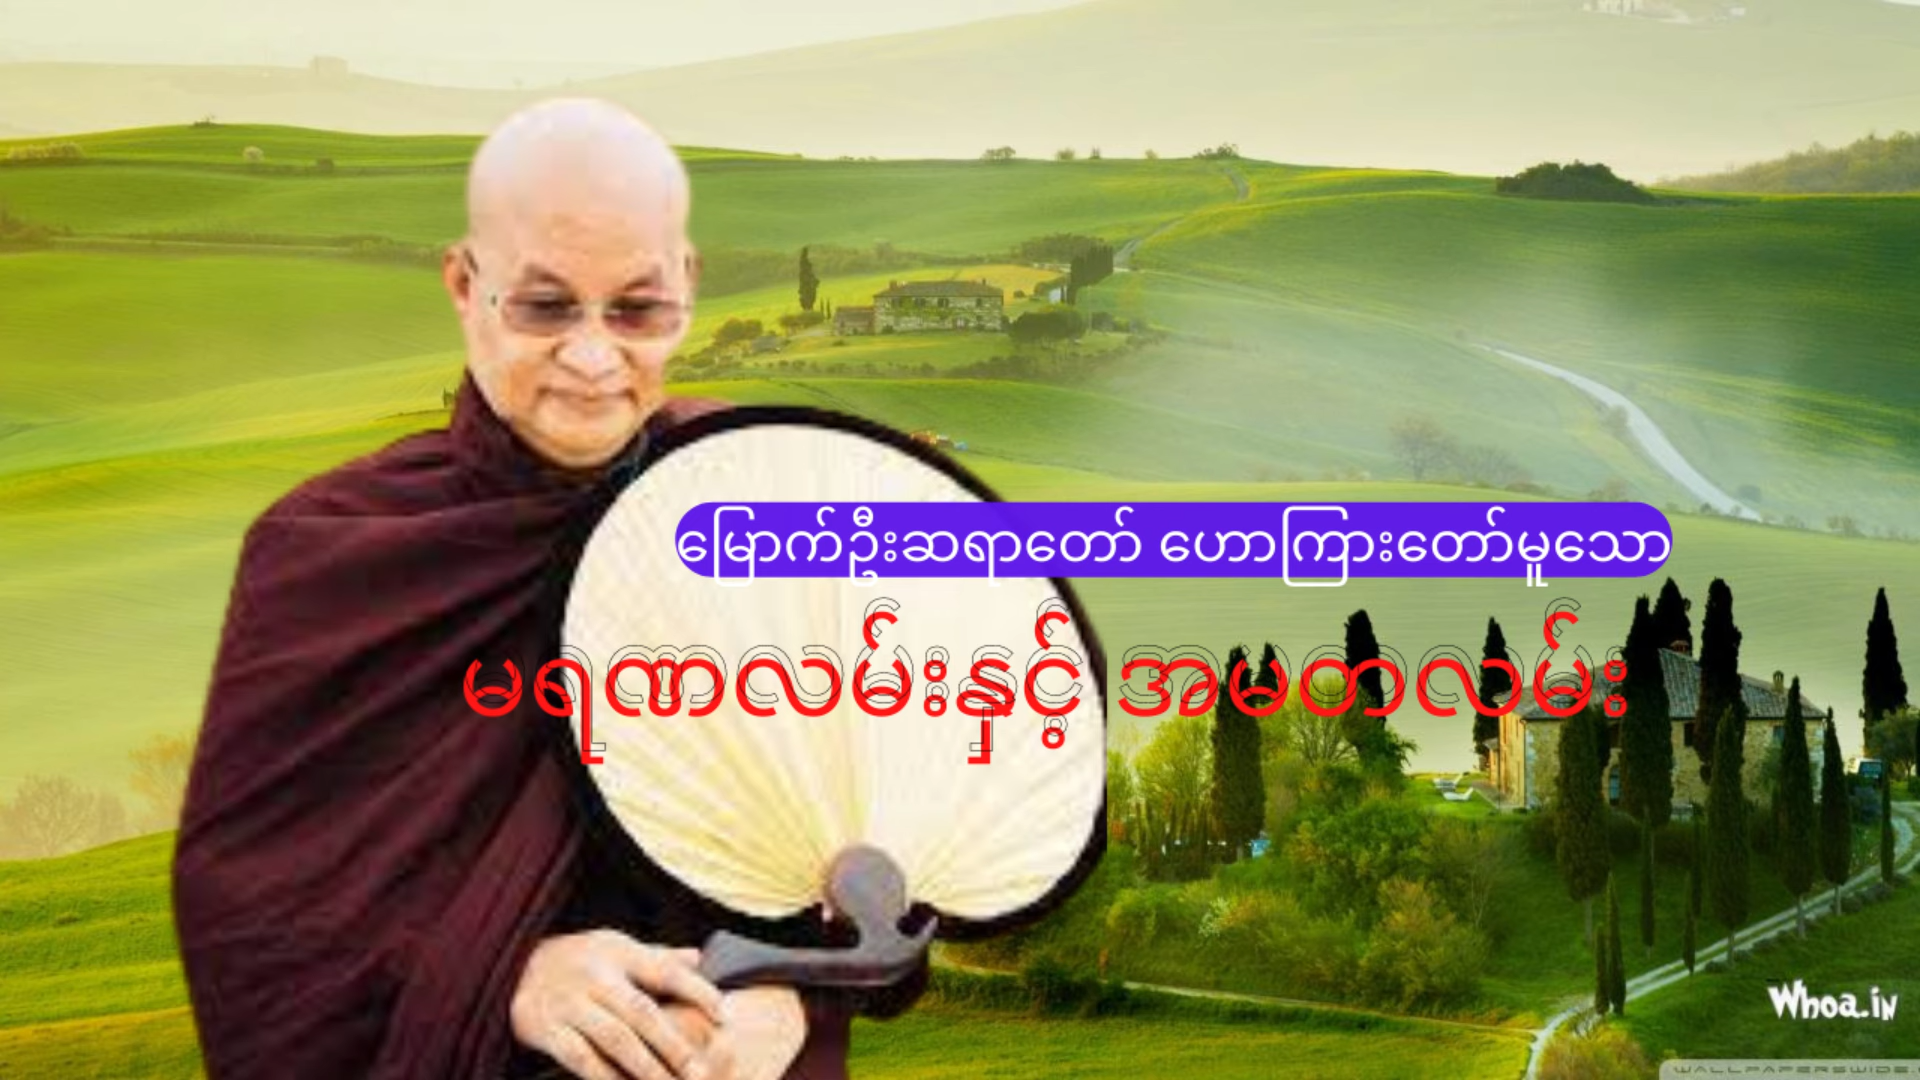 မြောက်ဦးဆရာတော် ဟောကြားတော်မူသော
မရဏလမ်းနှင့် အမတလမ်း
Whoa.in
WALLPAPERSWIDE.